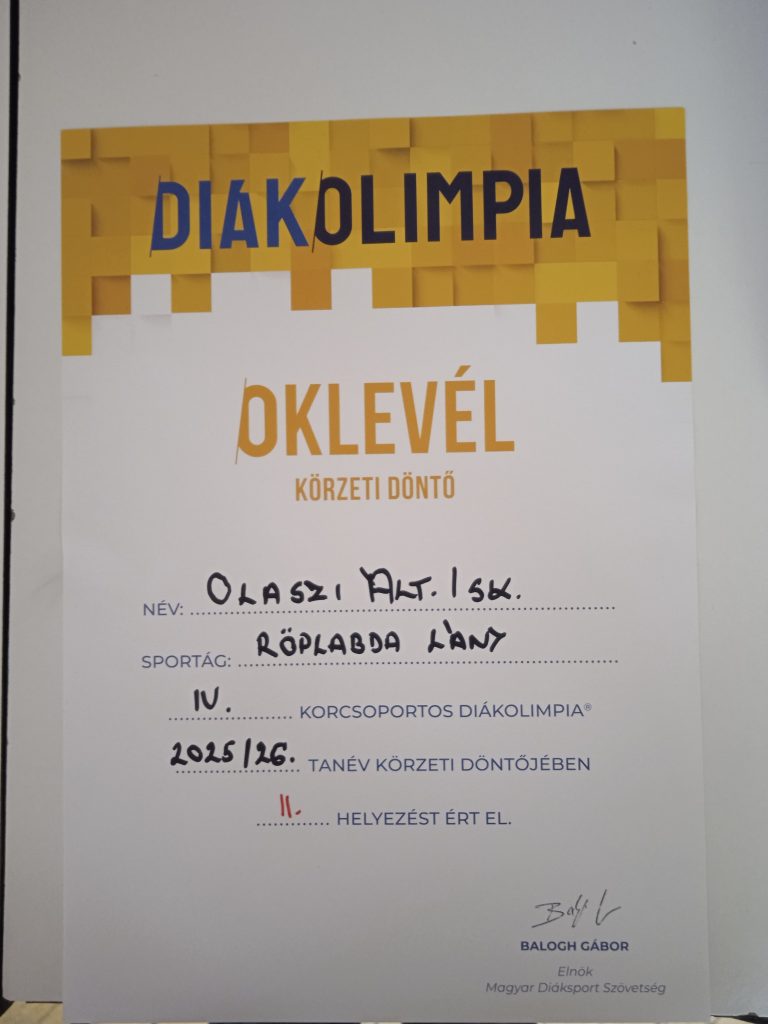 DIÁKOLIMPIA
OKLEVÉL
KÖRZETI DÖNTŐ
NÉV: OLASZI ÁLT. ISK.
SPORTÁG: RÖPLABDA LÁNY
IV. KORCSOPORTOS DIÁKOLIMPIA®
2025/26. TANÉV KÖRZETI DÖNTŐJÉBEN
II. HELYEZÉST ÉRT EL.
BALOGH GÁBOR
Elnök
Magyar Diáksport Szövetség